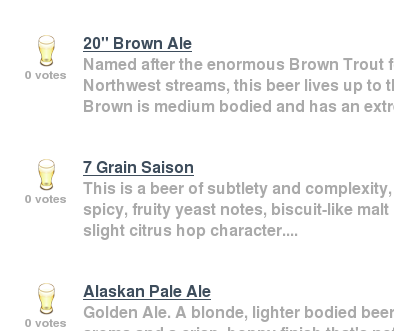 20" Brown Ale
Named after the enormous Brown Trout
0 votes
Northwest streams, this beer lives up to
Brown is medium bodied and has an
7 Grain Saison
This is a beer of subtlety and complexity,
0 votes
spicy, fruity yeast notes, biscuit-like malt
slight citrus hop character....
Alaskan Pale Ale
Golden Ale. A blonde, lighter bodied beer
0 votes